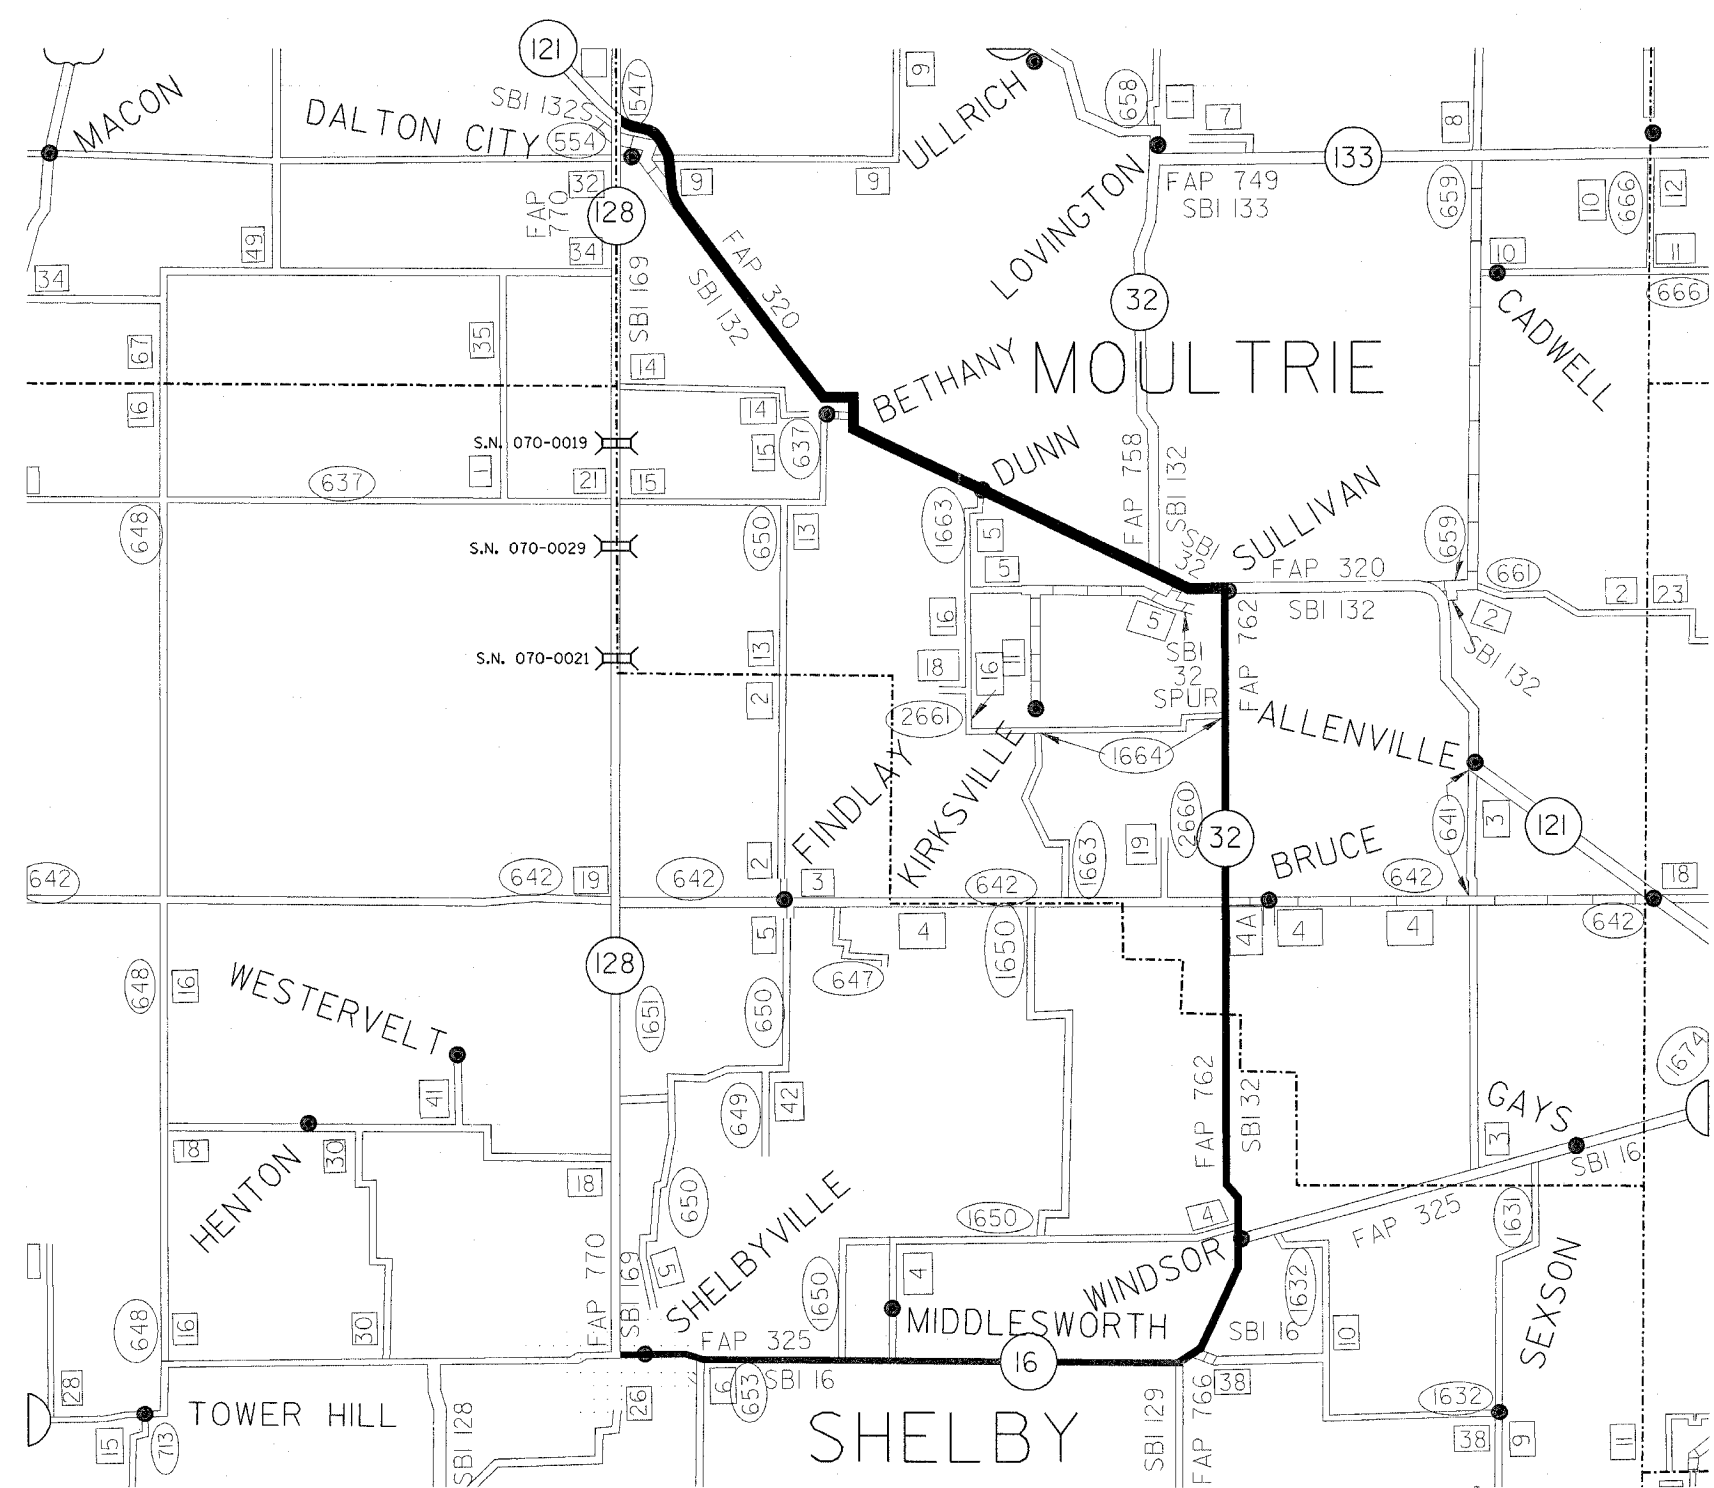 121
SBI 132S
1547
9
ULLRICH
658
1
7
8
MACON
DALTON CITY
554
133
FAP 749
SBI 133
32
FAP 770
128
9
9
LOVINGTON
659
10
666
12
49
34
34
SBI 169
FAP 320
SBI 132
32
10
11
666
CADWELL
67
35
14
MOULTRIE
BETHANY
16
14
S.N. 070-0019
15
637
DUNN
FAP 758
SBI 132
SULLIVAN
637
1
21
15
648
S.N. 070-0029
650
13
1663
5
5
SBI 32
659
FAP 320
SBI 132
661
2
23
2
SBI 132
16
5
FAP 762
S.N. 070-0021
13
18
16
11
SBI
32
SPUR
2
2661
ALLENVILLE
1664
FINDLAY
KIRKSVILLE
2660
32
641
3
121
19
BRUCE
2
3
1663
642
642
19
642
642
642
18
5
4
1650
4A
4
4
642
128
648
16
WESTERVELT
1651
650
647
1674
41
649
42
FAP 762
SBI 32
GAYS
3
SBI 16
18
30
HENTON
18
650
SHELBYVILLE
1650
4
FAP 325
1631
FAP 770
SBI 169
5
1650
4
WINDSOR
1632
SEXSON
648
16
30
MIDDLESWORTH
SBI 16
10
FAP 325
16
28
6
653
SBI 16
38
1632
TOWER HILL
26
SHELBY
15
713
SBI 128
SBI 129
FAP 766
38
9
11